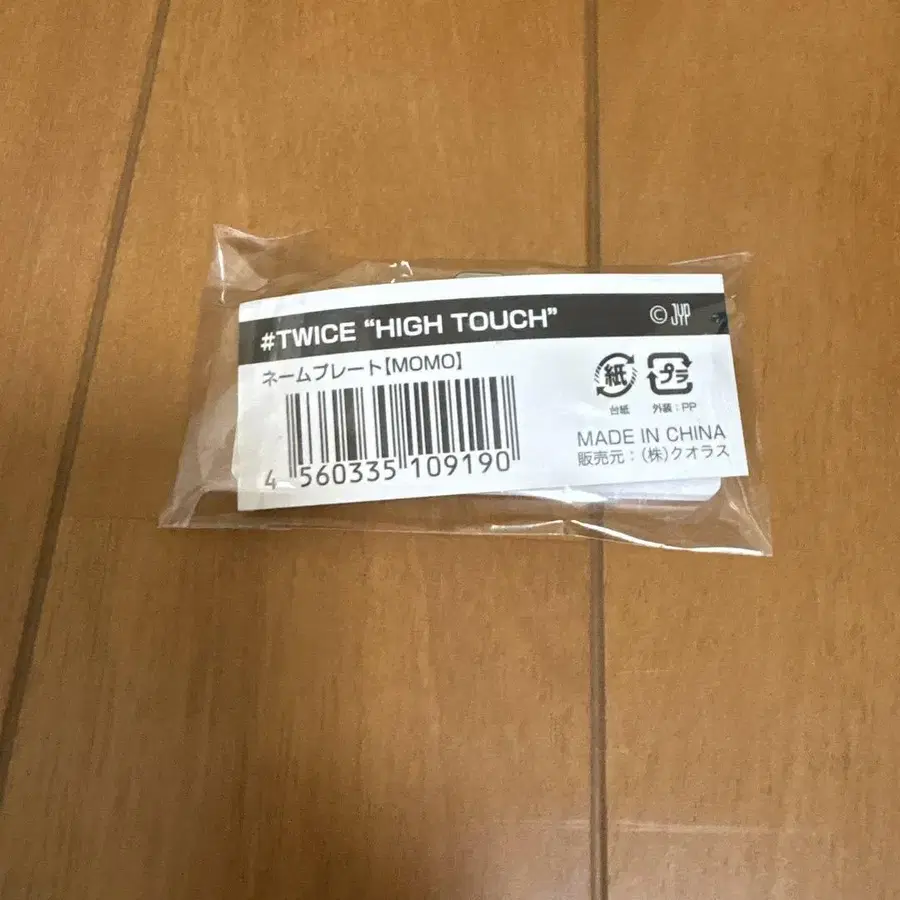 #TWICE “HIGH TOUCH” © JYP
ネームプレート【MOMO】
紙 プラ
台紙 外装：PP
4 560335 109190
MADE IN CHINA
販売元：（株）クオラス